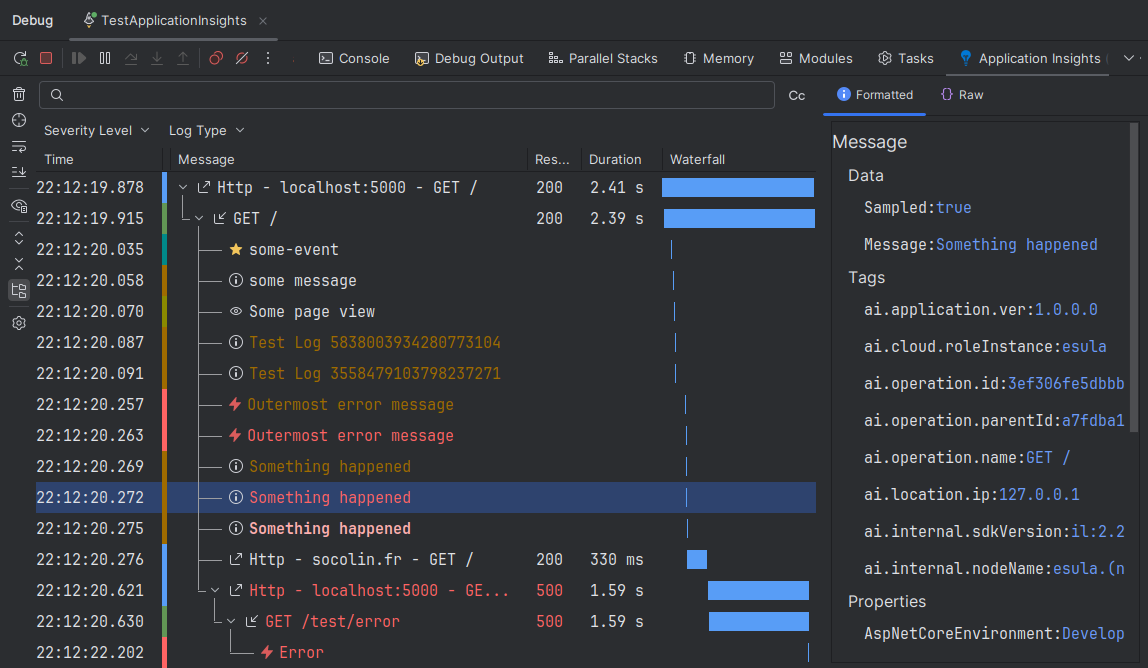 Debug TestApplicationInsights
Console Debug Output Parallel Stacks Memory Modules Tasks Application Insights
Cc
Severity Level Log Type
Time Message Res... Duration Waterfall
22:12:19.878 Http - localhost:5000 - GET / 200 2.41 s
22:12:19.915 GET / 200 2.39 s
22:12:20.035 some-event
22:12:20.058 some message
22:12:20.070 Some page view
22:12:20.087 Test Log 5838003934280773104
22:12:20.091 Test Log 3558479103798237271
22:12:20.257 Outermost error message
22:12:20.263 Outermost error message
22:12:20.269 Something happened
22:12:20.272 Something happened
22:12:20.275 Something happened
22:12:20.276 Http - socolin.fr - GET / 200 330 ms
22:12:20.621 Http - localhost:5000 - GE... 500 1.59 s
22:12:20.630 GET /test/error 500 1.59 s
22:12:22.202 Error
Formatted Raw
Message
Data
Sampled:true
Message:Something happened
Tags
ai.application.ver:1.0.0.0
ai.cloud.roleInstance:esula
ai.operation.id:3ef306fe5dbbb
ai.operation.parentId:a7fdba1
ai.operation.name:GET /
ai.location.ip:127.0.0.1
ai.internal.sdkVersion:il:2.2
ai.internal.nodeName:esula.(n
Properties
AspNetCoreEnvironment:Develop